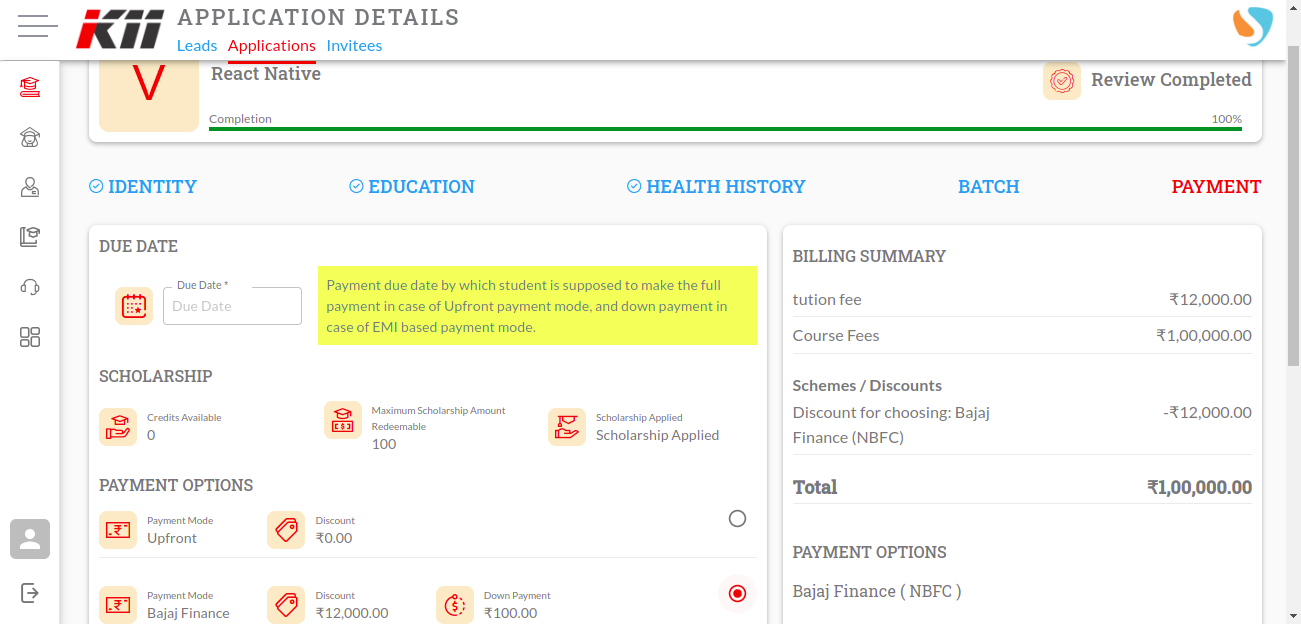 KII
APPLICATION DETAILS
Leads Applications Invitees
V
React Native
Review Completed
Completion
100%
IDENTITY
EDUCATION
HEALTH HISTORY
BATCH
PAYMENT
DUE DATE
Due Date *
Due Date
Payment due date by which student is supposed to make the full
payment in case of Upfront payment mode, and down payment in
case of EMI based payment mode.
SCHOLARSHIP
Credits Available
0
Maximum Scholarship Amount
Redeemable
100
Scholarship Applied
Scholarship Applied
PAYMENT OPTIONS
Payment Mode
Upfront
Discount
₹0.00
Payment Mode
Bajaj Finance
Discount
₹12,000.00
Down Payment
₹100.00
BILLING SUMMARY
tution fee
₹12,000.00
Course Fees
₹1,00,000.00
Schemes / Discounts
Discount for choosing: Bajaj
Finance (NBFC)
-₹12,000.00
Total
₹1,00,000.00
PAYMENT OPTIONS
Bajaj Finance ( NBFC )